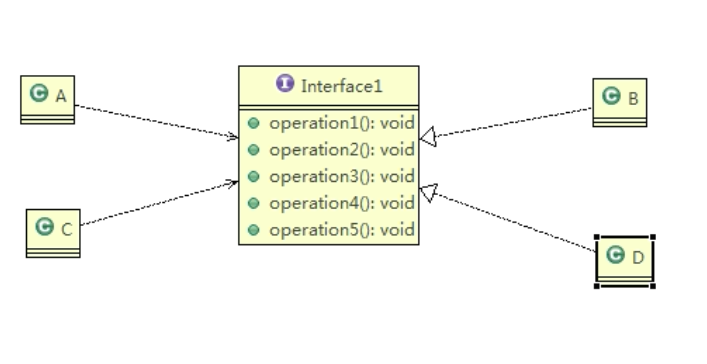 C A
C C
I Interface1
operation1(): void
operation2(): void
operation3(): void
operation4(): void
operation5(): void
C B
C D